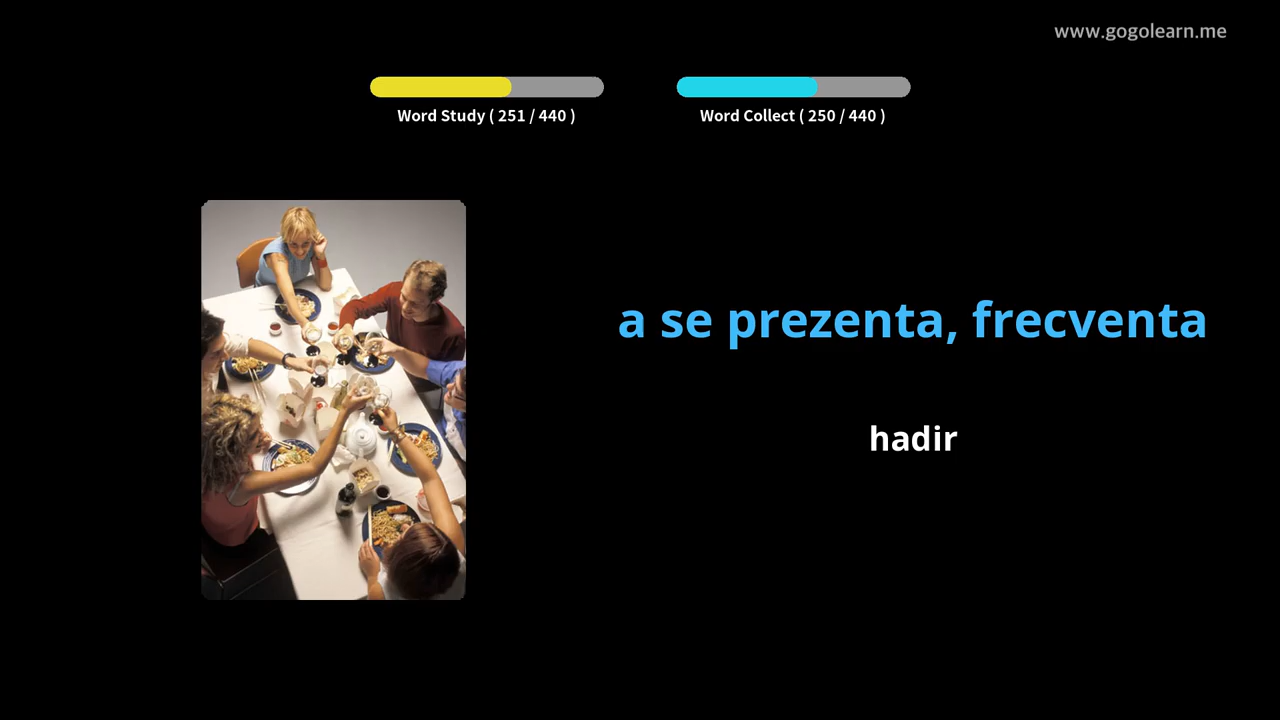 www.gogolearn.me
Word Study ( 251 / 440 )
Word Collect ( 250 / 440 )
a se prezenta, frecventa
hadir